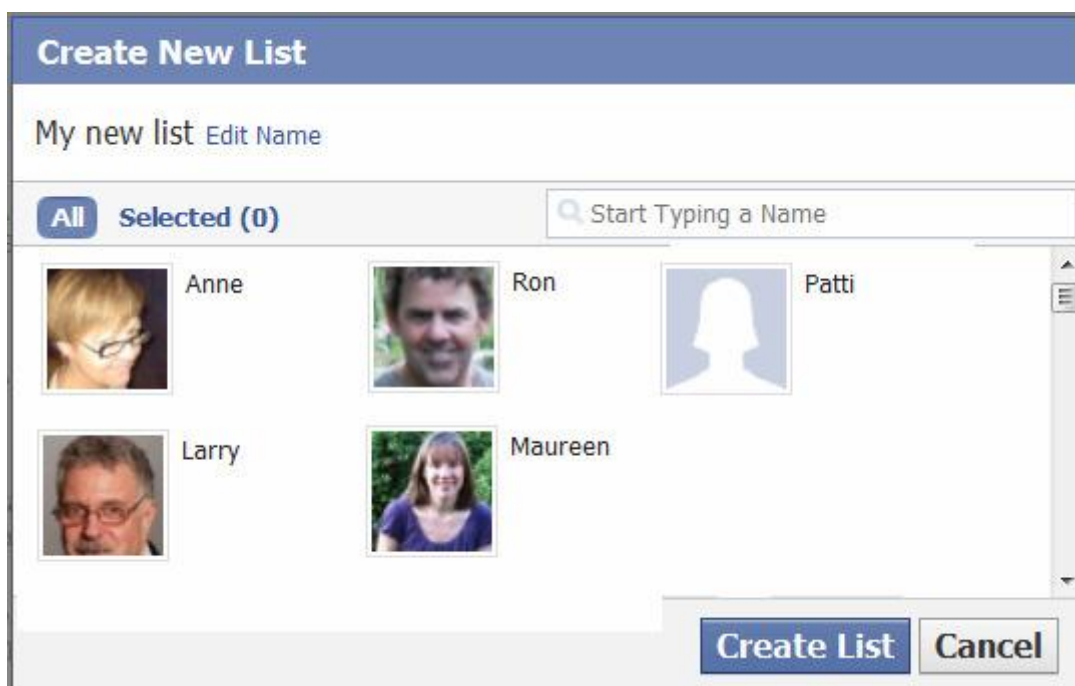 Create New List
My new list Edit Name
All Selected (0) Start Typing a Name
Anne Ron Patti
Larry Maureen
Create List Cancel